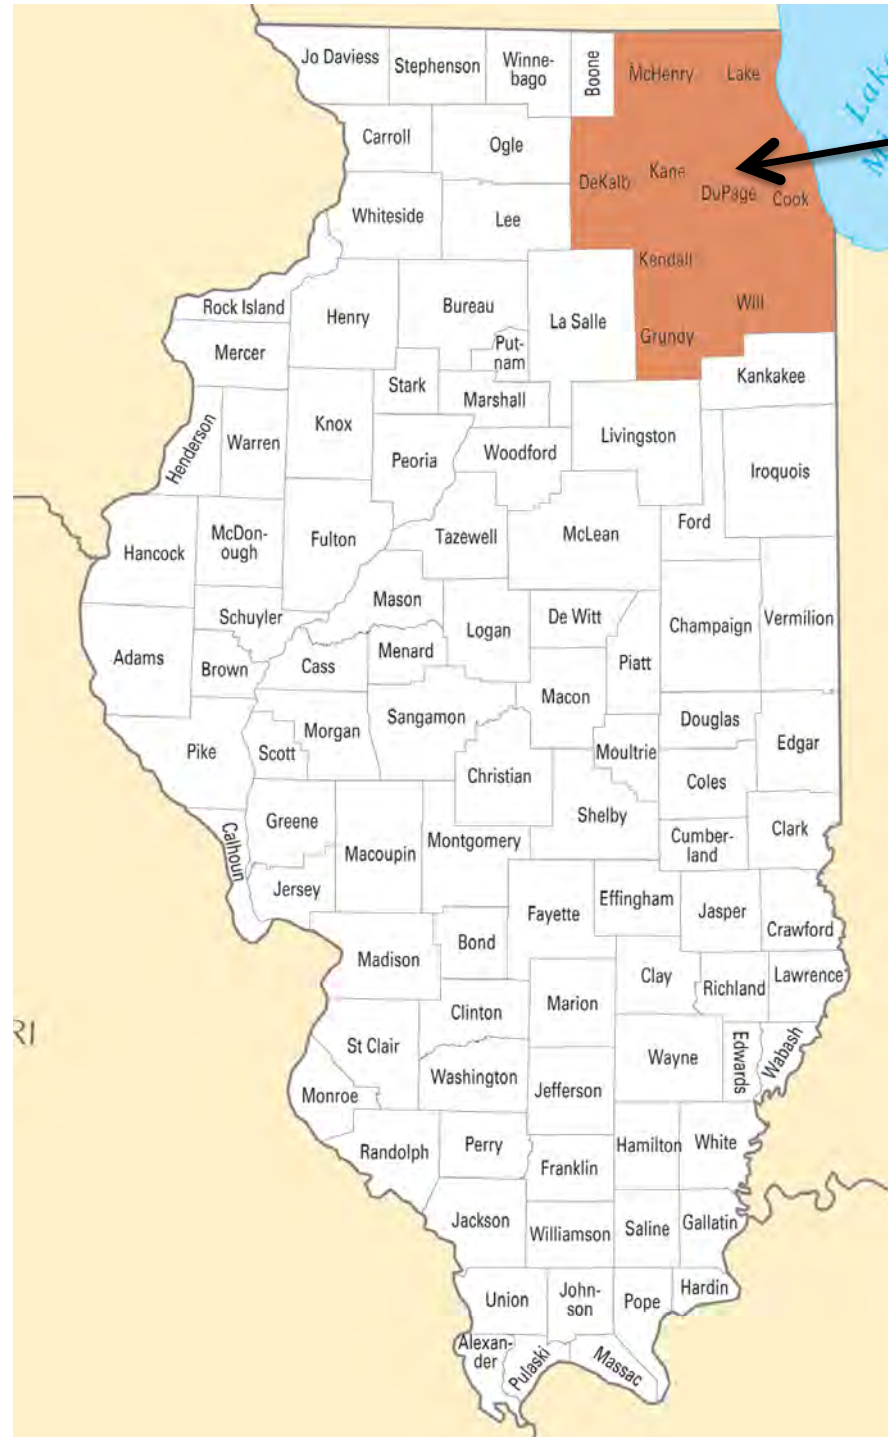 Jo Daviess
Stephenson
Winne-
bago
Boone
McHenry
Lake
Lake
Carroll
Ogle
DeKalb
Kane
DuPage
Cook
Whiteside
Lee
Kendall
Rock Island
Henry
Bureau
La Salle
Will
Mercer
Put-
nam
Grundy
Kankakee
Stark
Marshall
Henderson
Warren
Knox
Peoria
Woodford
Livingston
Iroquois
Hancock
McDon-
ough
Fulton
Tazewell
McLean
Ford
Schuyler
Mason
Logan
De Witt
Champaign
Vermilion
Adams
Brown
Cass
Menard
Piatt
Macon
Pike
Scott
Morgan
Sangamon
Douglas
Edgar
Christian
Moultrie
Coles
Calhoun
Greene
Macoupin
Montgomery
Shelby
Cumber-
land
Clark
Jersey
Fayette
Effingham
Jasper
Crawford
Madison
Bond
Clay
Richland
Lawrence
RI
Clinton
Marion
St Clair
Wayne
Edwards
Wabash
Monroe
Washington
Jefferson
Randolph
Perry
Hamilton
White
Franklin
Jackson
Williamson
Saline
Gallatin
Union
John-
son
Pope
Hardin
Alexan-
der
Pulaski
Massac